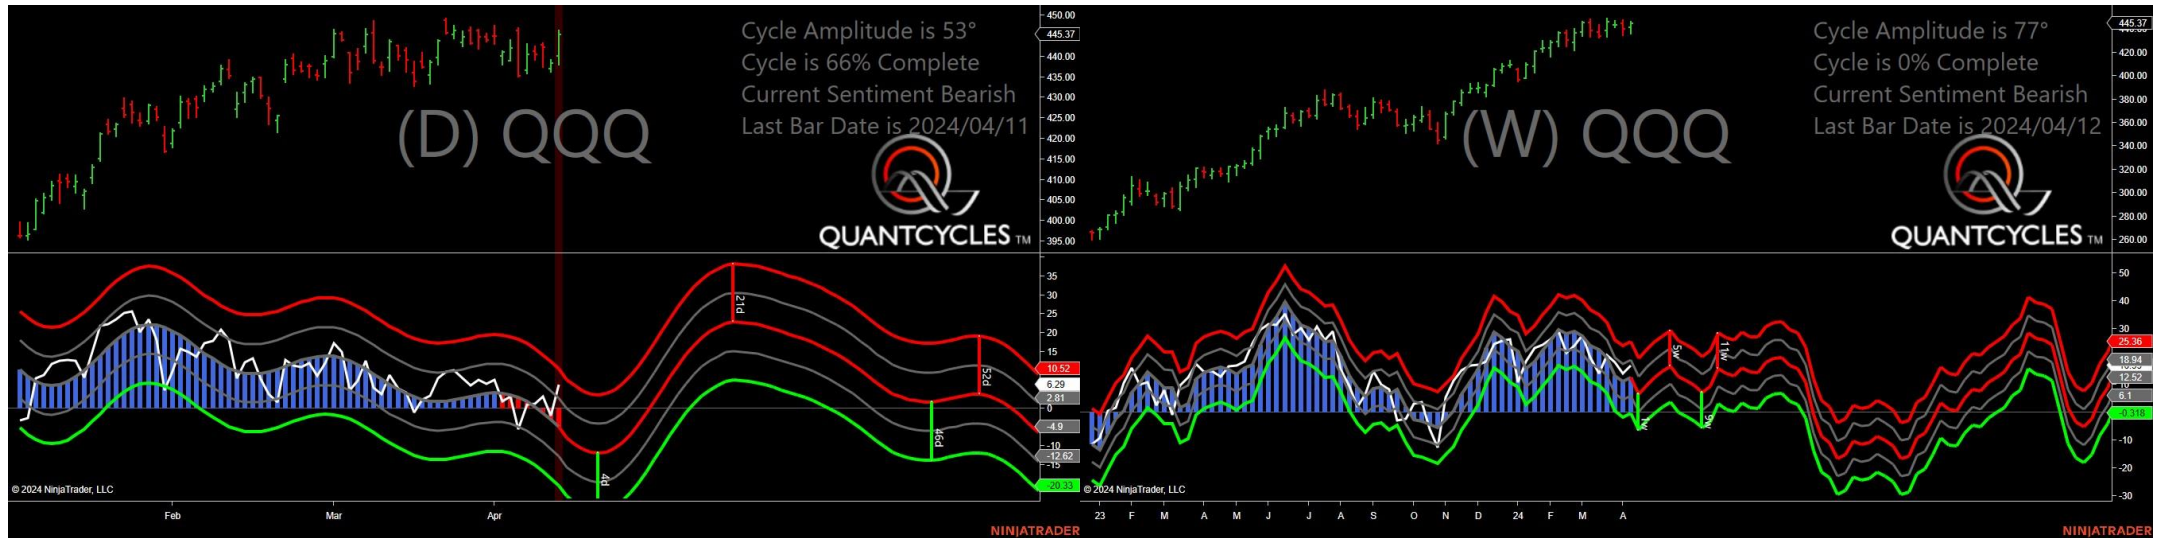 Cycle Amplitude is 53°
Cycle is 66% Complete
Current Sentiment Bearish
Last Bar Date is 2024/04/11
(D) QQQ
QUANTCYCLES TM
450.00
445.37
440.00
435.00
430.00
425.00
420.00
415.00
410.00
405.00
400.00
395.00
21d
52d
46d
4d
35
30
25
20
15
10.52
6.29
2.81
0
-4.9
-10
-12.62
-15
-20.33
© 2024 NinjaTrader, LLC
Feb Mar Apr
NINJATRADER
Cycle Amplitude is 77°
Cycle is 0% Complete
Current Sentiment Bearish
Last Bar Date is 2024/04/12
(W) QQQ
QUANTCYCLES TM
445.37
420.00
400.00
380.00
360.00
340.00
320.00
300.00
280.00
260.00
5w
11w
9w
50
40
30
25.36
18.94
12.52
6.1
-0.318
-10
-20
-30
© 2024 NinjaTrader, LLC
23 F M A M J J A S O N D 24 F M A
NINJATRADER